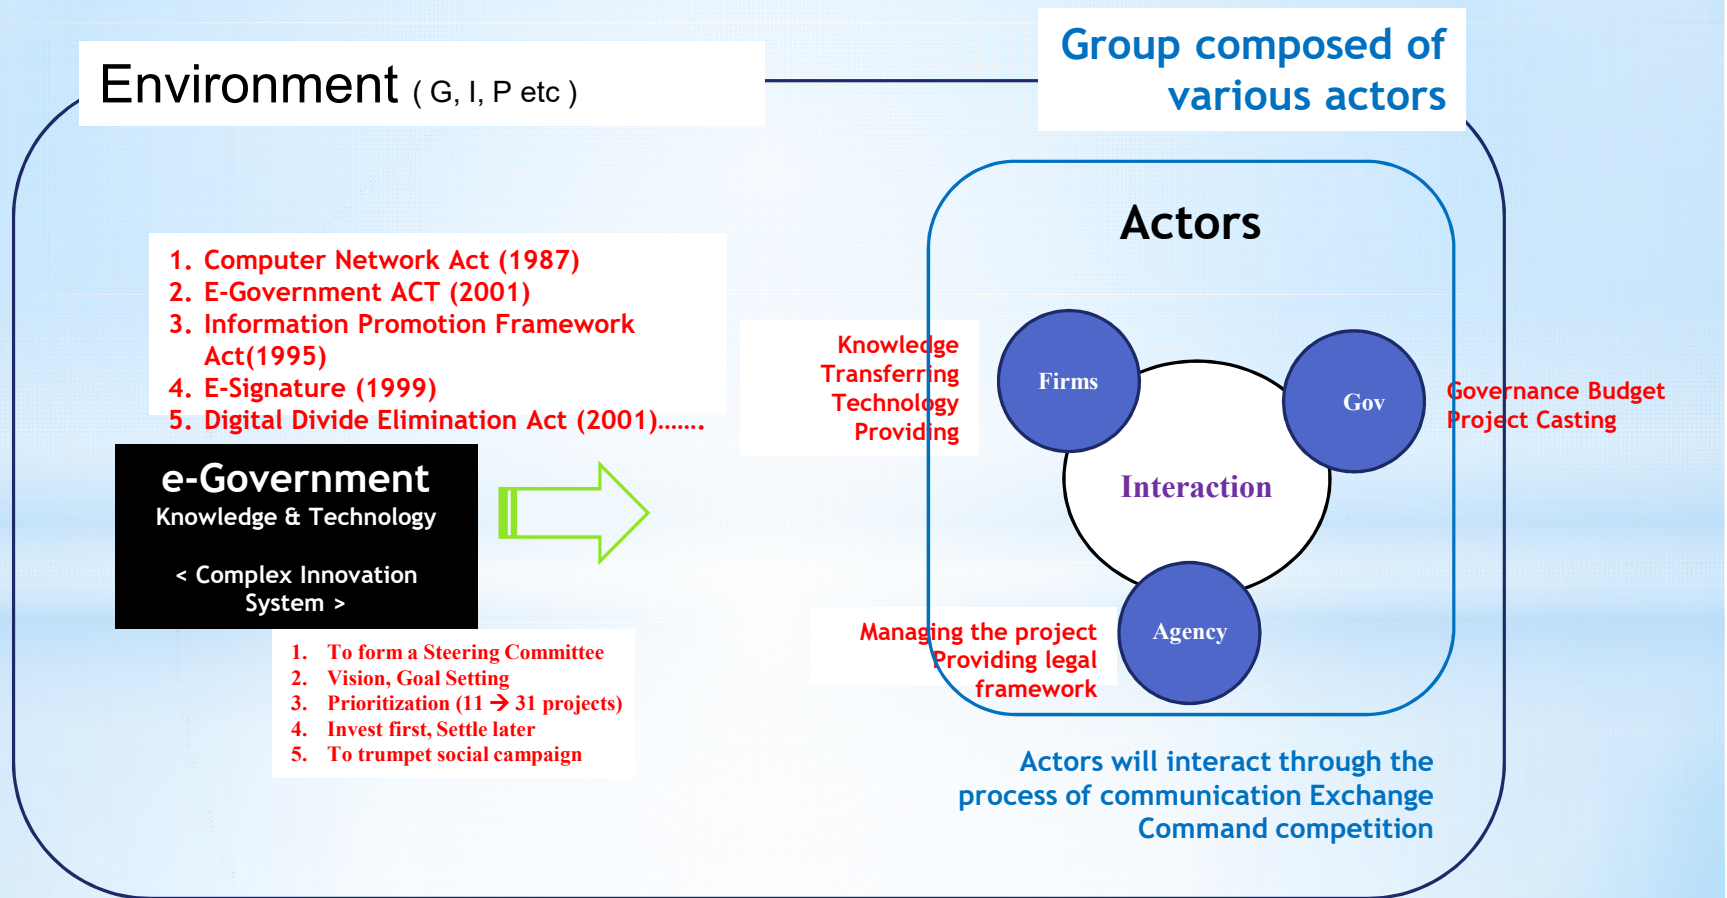 Environment ( G, I, P etc )
Group composed of
various actors
1. Computer Network Act (1987)
2. E-Government ACT (2001)
3. Information Promotion Framework
Act(1995)
4. E-Signature (1999)
5. Digital Divide Elimination Act (2001)…….
e-Government
Knowledge & Technology
< Complex Innovation
System >
1. To form a Steering Committee
2. Vision, Goal Setting
3. Prioritization (11 → 31 projects)
4. Invest first, Settle later
5. To trumpet social campaign
Actors
Knowledge
Transferring
Technology
Providing
Firms
Gov
Governance Budget
Project Casting
Interaction
Agency
Managing the project
Providing legal
framework
Actors will interact through the
process of communication Exchange
Command competition